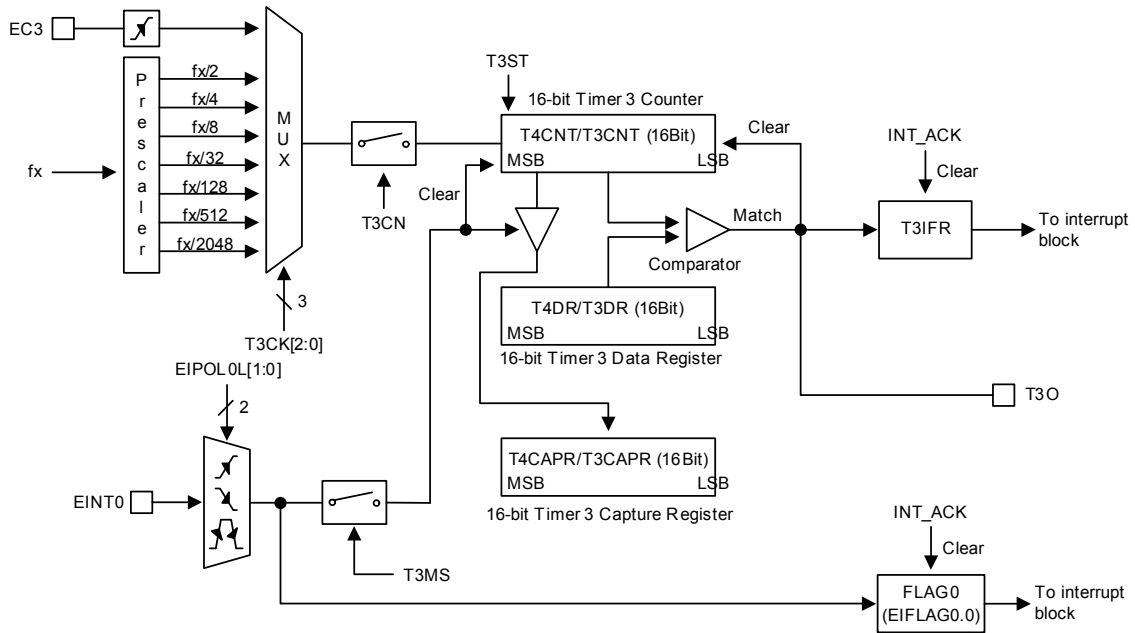 EC3
Prescaler
fx/2
fx/4
fx/8
fx/32
fx/128
fx/512
fx/2048
fx
MUX
3
T3CK[2:0]
T3CN
T3ST
16-bit Timer 3 Counter
T4CNT/T3CNT (16Bit)
MSB
LSB
Clear
Clear
Match
Comparator
T4DR/T3DR (16Bit)
MSB
LSB
16-bit Timer 3 Data Register
INT_ACK
Clear
T3IFR
To interrupt
block
T3O
EIPOL0L[1:0]
2
EINT0
T3MS
T4CAPR/T3CAPR (16Bit)
MSB
LSB
16-bit Timer 3 Capture Register
INT_ACK
Clear
FLAG0
(EIFLAG0.0)
To interrupt
block